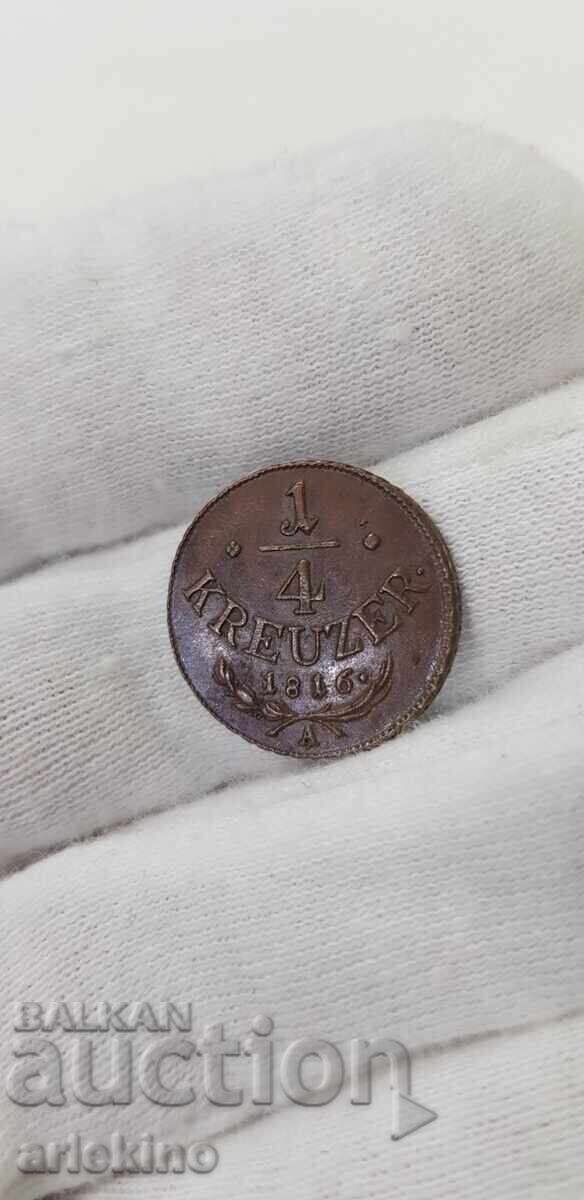 1
4
KREUZER.
1816.
A
BALKAN
auction
arlekino